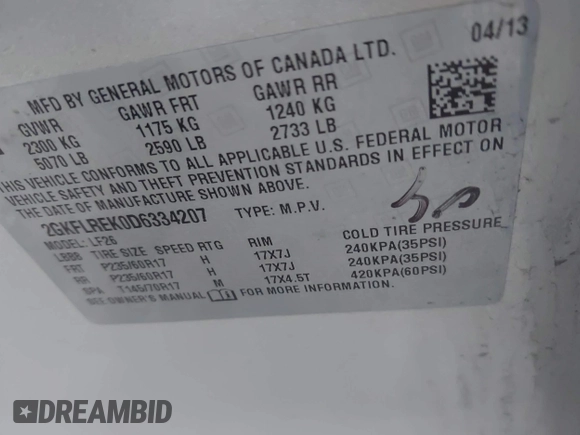 04/13
MFD BY GENERAL MOTORS OF CANADA LTD.
GVWR GAWR FRT GAWR RR
2300 KG 1175 KG 1240 KG
5070 LB 2590 LB 2733 LB
THIS VEHICLE CONFORMS TO ALL APPLICABLE U.S. FEDERAL MOTOR
VEHICLE SAFETY AND THEFT PREVENTION STANDARDS IN EFFECT ON
THE DATE OF MANUFACTURE SHOWN ABOVE.
2GKFLREK0D6334207 TYPE: M.P.V.
MODEL: LF26
LBBB TIRE SIZE SPEED RTG RIM COLD TIRE PRESSURE
FRT P235/60R17 H 17X7J 240KPA(35PSI)
RR P235/60R17 H 17X7J 240KPA(35PSI)
SPA T145/70R17 M 17X4.5T 420KPA(60PSI)
SEE OWNER'S MANUAL FOR MORE INFORMATION.
DREAMBID